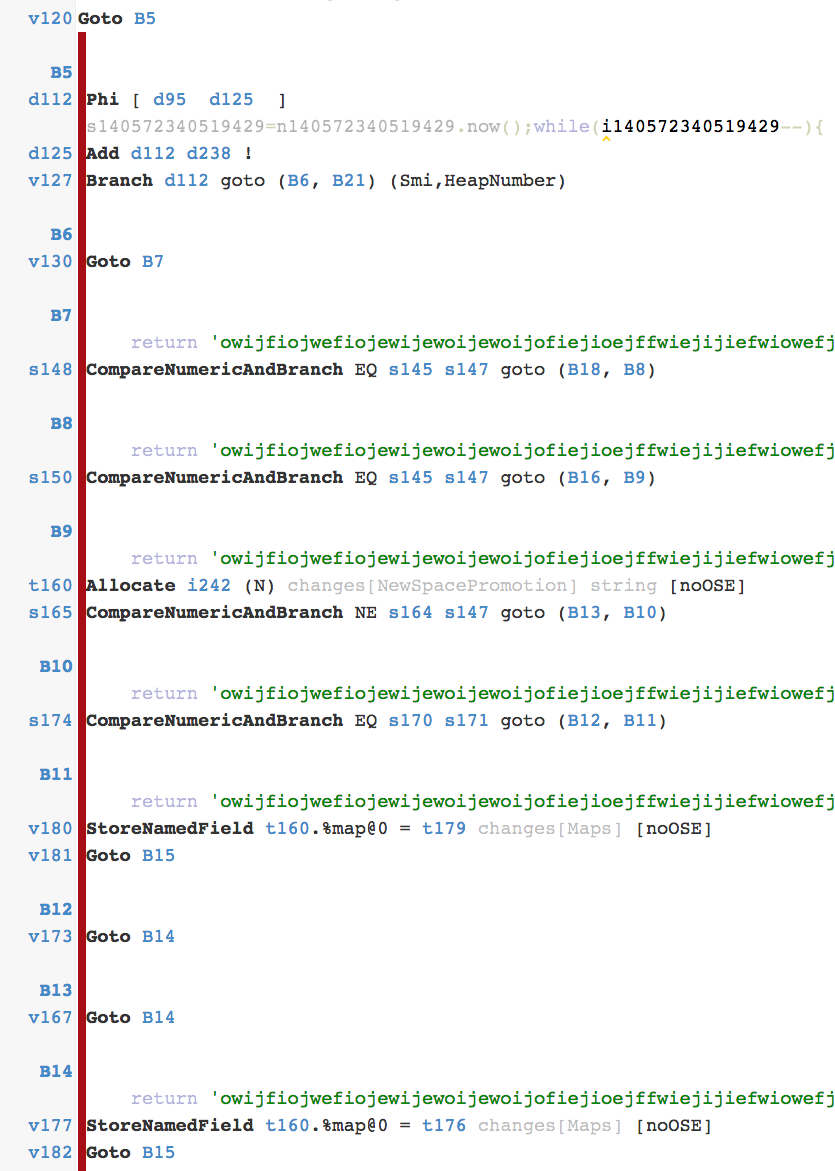 v120 Goto B5
B5
d112 Phi [ d95 d125 ]
s140572340519429=n140572340519429.now();while(i140572340519429--){
d125 Add d112 d238 !
v127 Branch d112 goto (B6, B21) (Smi,HeapNumber)
B6
v130 Goto B7
B7
return 'owijfiojwefiojewijewoijewoijofiejioejffwiejijiefwiowefj
s148 CompareNumericAndBranch EQ s145 s147 goto (B18, B8)
B8
return 'owijfiojwefiojewijewoijewoijofiejioejffwiejijiefwiowefj
s150 CompareNumericAndBranch EQ s145 s147 goto (B16, B9)
B9
return 'owijfiojwefiojewijewoijewoijofiejioejffwiejijiefwiowefj
t160 Allocate i242 (N) changes[NewSpacePromotion] string [noOSE]
s165 CompareNumericAndBranch NE s164 s147 goto (B13, B10)
B10
return 'owijfiojwefiojewijewoijewoijofiejioejffwiejijiefwiowefj
s174 CompareNumericAndBranch EQ s170 s171 goto (B12, B11)
B11
return 'owijfiojwefiojewijewoijewoijofiejioejffwiejijiefwiowefj
v180 StoreNamedField t160.%map@0 = t179 changes[Maps] [noOSE]
v181 Goto B15
B12
v173 Goto B14
B13
v167 Goto B14
B14
return 'owijfiojwefiojewijewoijewoijofiejioejffwiejijiefwiowefj
v177 StoreNamedField t160.%map@0 = t176 changes[Maps] [noOSE]
v182 Goto B15